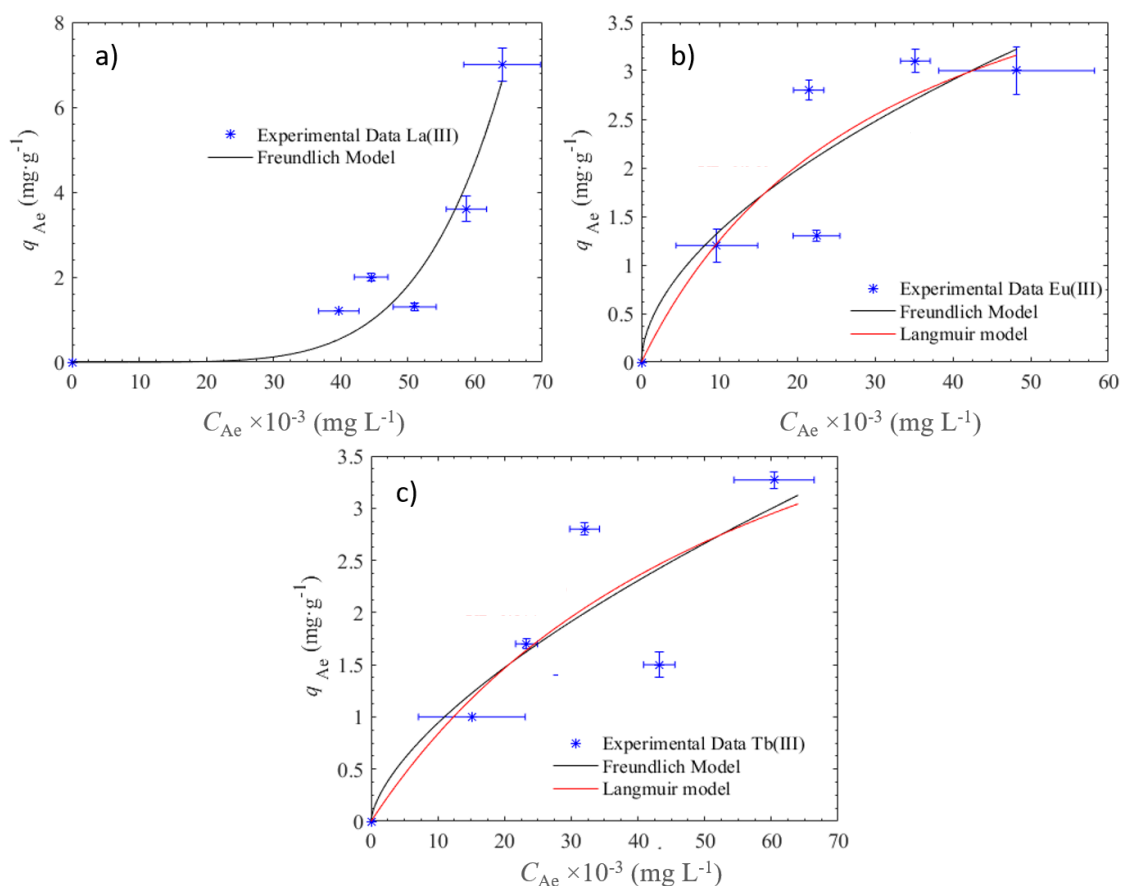 a)
8
6
4
2
0
q Ae (mg·g-1)
Experimental Data La(III)
Freundlich Model
0 10 20 30 40 50 60 70
CAe ×10-3 (mg L-1)
b)
3.5
3
2.5
2
1.5
1
0.5
0
q Ae (mg·g-1)
Experimental Data Eu(III)
Freundlich Model
Langmuir model
0 10 20 30 40 50 60
CAe ×10-3 (mg L-1)
c)
3.5
3
2.5
2
1.5
1
0.5
0
q Ae (mg·g-1)
Experimental Data Tb(III)
Freundlich Model
Langmuir model
0 20 20 30 40 60 70
CAe ×10-3 (mg L-1)